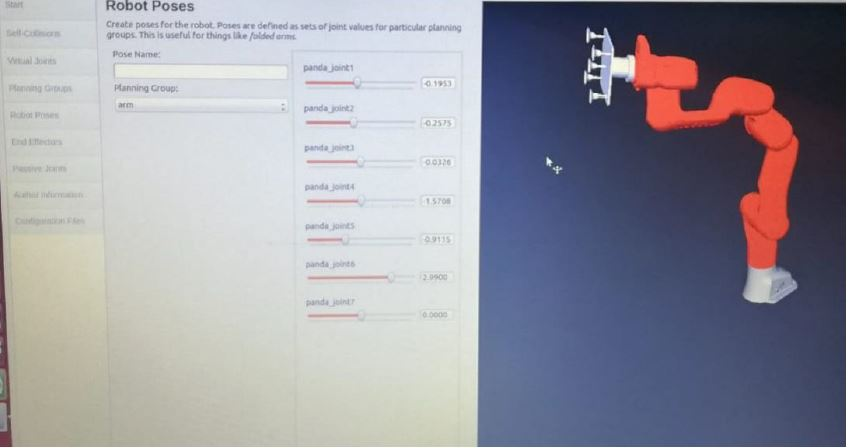 Start
Robot Poses
Create poses for the robot. Poses are defined as sets of joint values for particular planning
groups. This is useful for things like folded arms.
Self-Collisions
Virtual Joints
Planning Groups
Robot Poses
End Effectors
Passive Joints
Author Information
Configuration Files
Pose Name:
Planning Group:
arm
panda_joint1
-0.1953
panda_joint2
-0.2575
panda_joint3
-0.0326
panda_joint4
-1.5708
panda_joint5
-0.9115
panda_joint6
2.9900
panda_joint7
0.0000